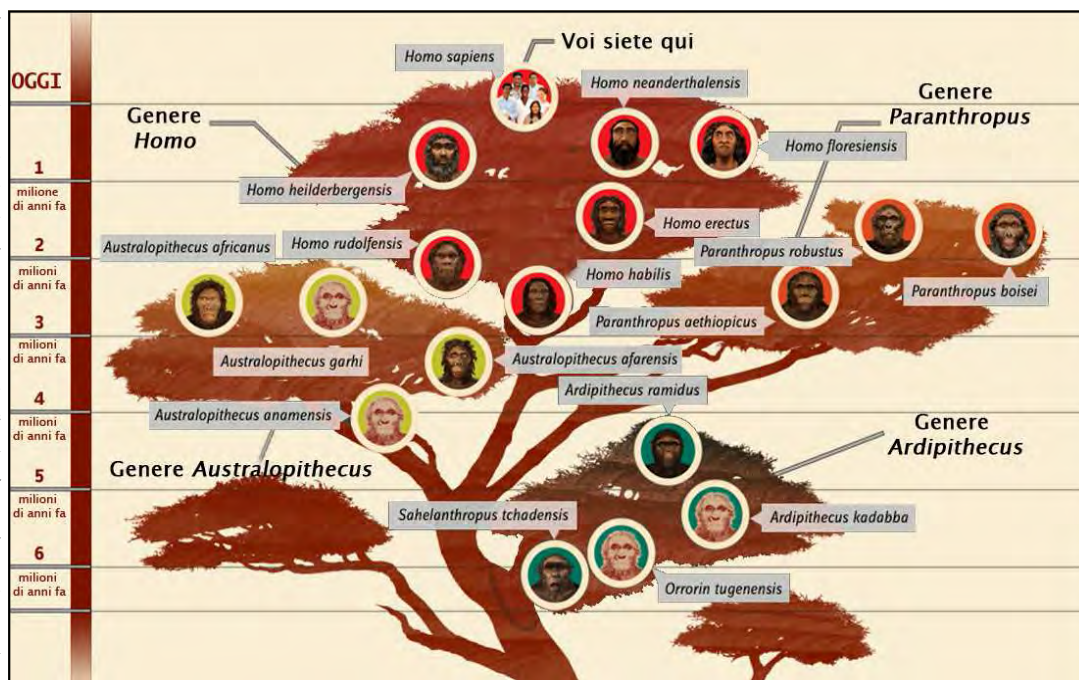 Voi siete qui
Homo sapiens
OGGI
Homo neanderthalensis
Genere
Paranthropus
Genere
Homo
Homo floresiensis
1
milione
di anni fa
Homo heilderbergensis
Homo erectus
2
milioni
di anni fa
Australopithecus africanus
Homo rudolfensis
Paranthropus robustus
Homo habilis
Paranthropus boisei
3
milioni
di anni fa
Paranthropus aethiopicus
Australopithecus garhi
Australopithecus afarensis
4
milioni
di anni fa
Ardipithecus ramidus
Australopithecus anamensis
Genere
Ardipithecus
Genere Australopithecus
5
milioni
di anni fa
Sahelanthropus tchadensis
Ardipithecus kadabba
6
milioni
di anni fa
Orrorin tugenensis